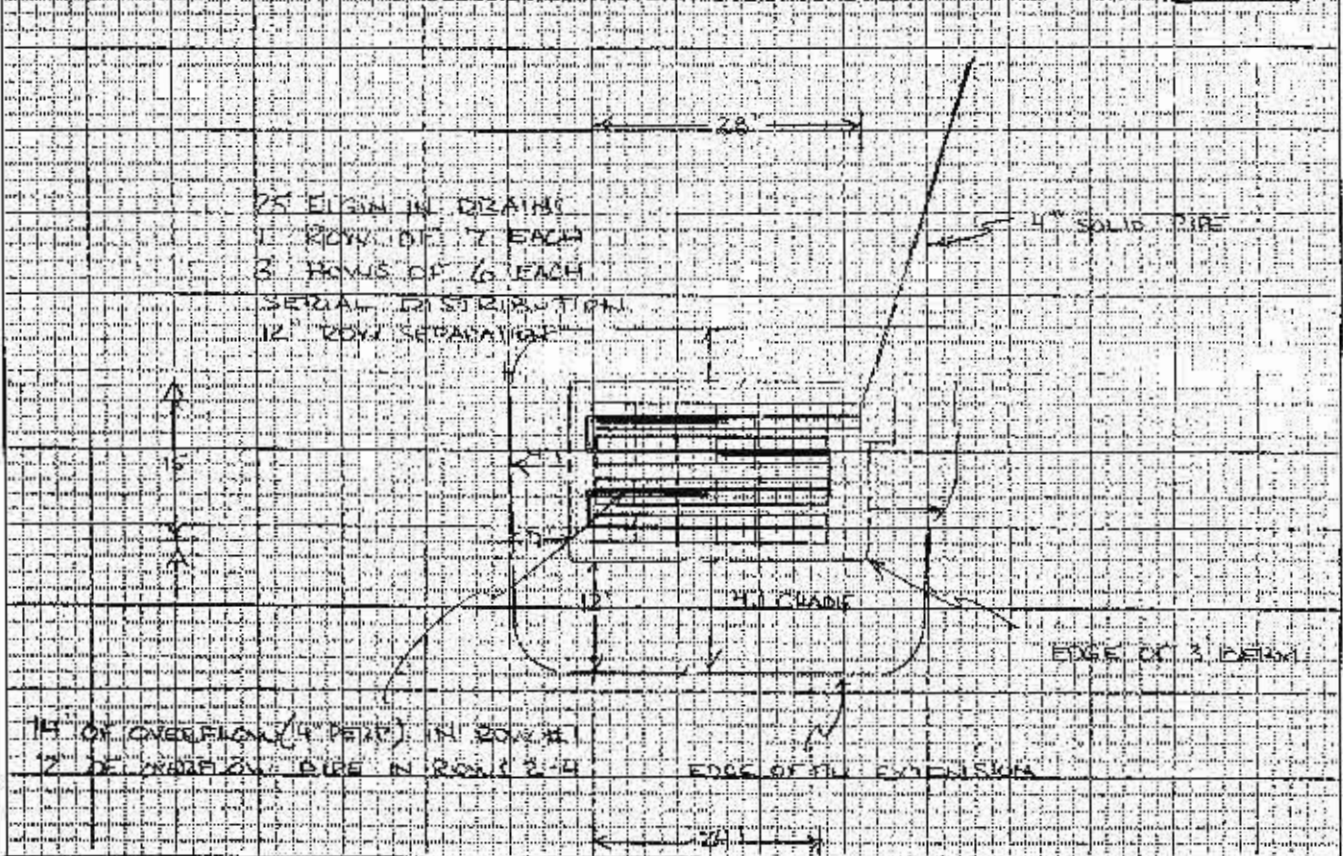 28'
25 ELGIN IN DRAINS
1 ROW OF 7 EACH
3 ROWS OF 6 EACH
SERIAL DISTRIBUTION
12" ROW SEPARATION
4" SOLID PIPE
15
12'
4:1 GRADE
EDGE OF 3' BERM
14' OF OVERFLOW (4" PERF) IN ROW #1
12' OF OVERFLOW PIPE IN ROWS 2-4
EDGE OF FILL EXTENSION
24'